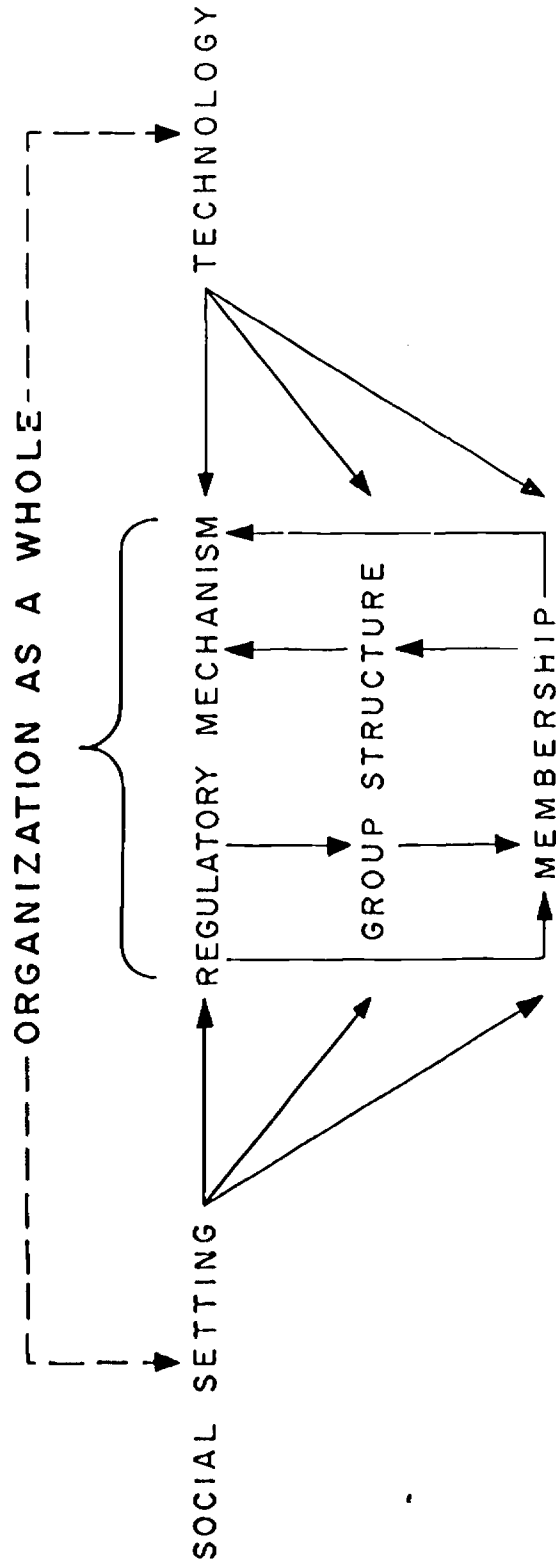 ORGANIZATION AS A WHOLE
SOCIAL SETTING
REGULATORY MECHANISM
TECHNOLOGY
GROUP STRUCTURE
MEMBERSHIP